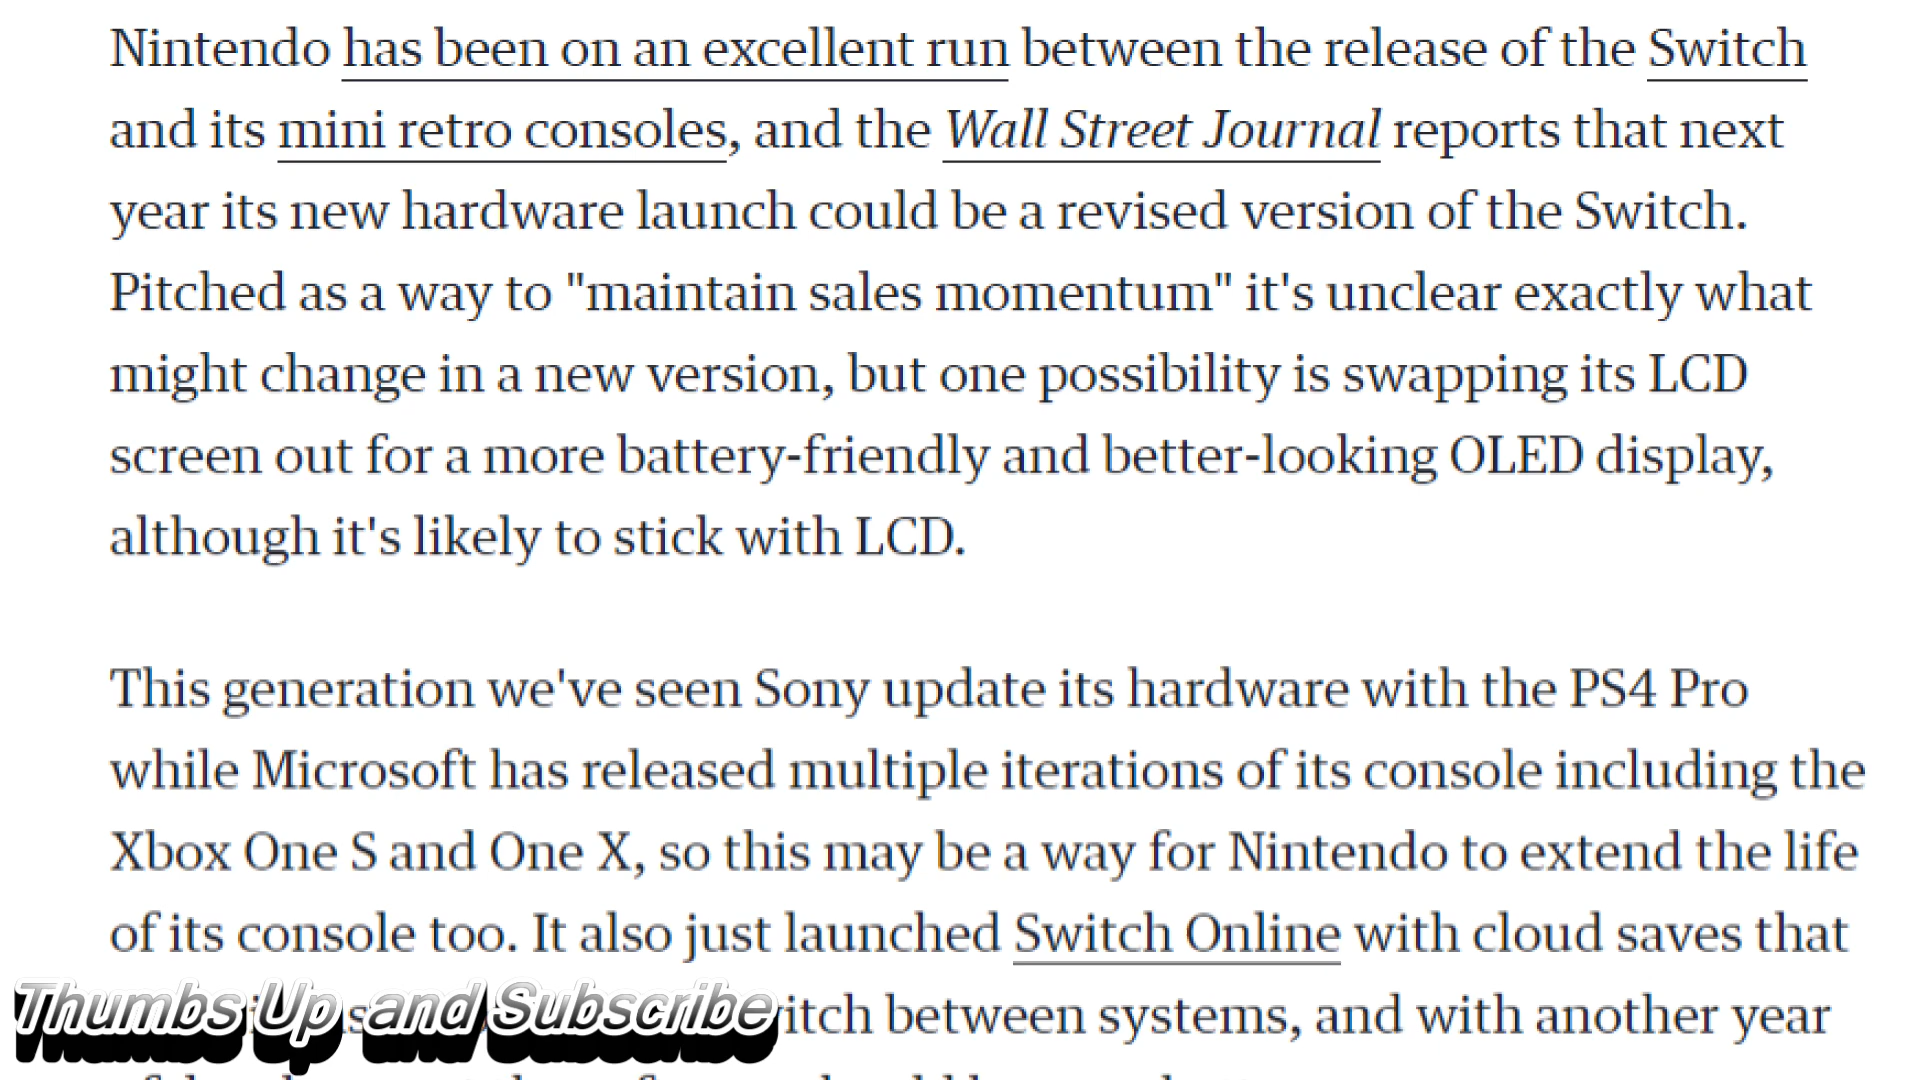 Nintendo has been on an excellent run between the release of the Switch
and its mini retro consoles, and the Wall Street Journal reports that next
year its new hardware launch could be a revised version of the Switch.
Pitched as a way to "maintain sales momentum" it's unclear exactly what
might change in a new version, but one possibility is swapping its LCD
screen out for a more battery-friendly and better-looking OLED display,
although it's likely to stick with LCD.
This generation we've seen Sony update its hardware with the PS4 Pro
while Microsoft has released multiple iterations of its console including the
Xbox One S and One X, so this may be a way for Nintendo to extend the life
of its console too. It also just launched Switch Online with cloud saves that
between systems, and with another year
Thumbs Up and Subscribe